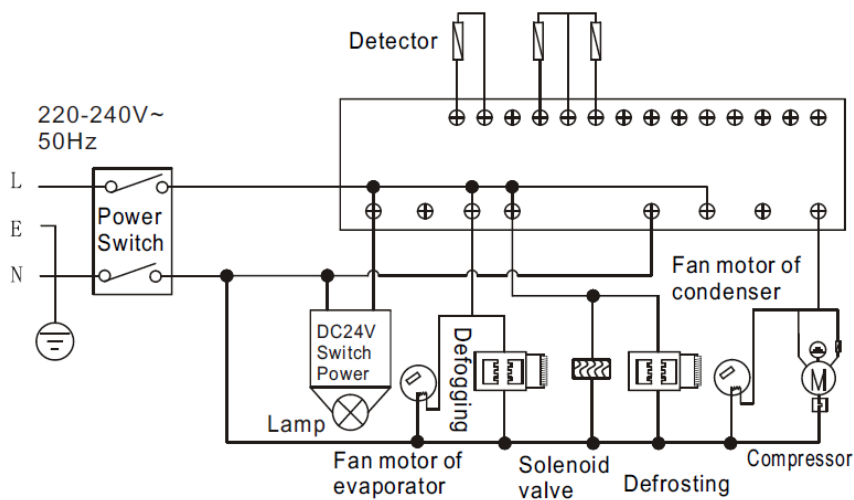 Detector
220-240V~
50Hz
L
E
N
Power
Switch
Fan motor of
condenser
DC24V
Switch
Power
Defogging
M
Lamp
Fan motor of
evaporator
Solenoid
valve
Defrosting
Compressor